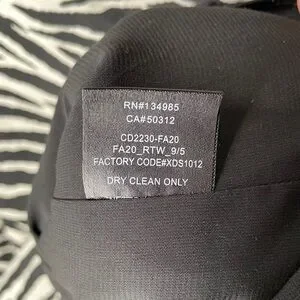 RN#134985
CA#50312
CD2230-FA20
FA20_RTW_9/5
FACTORY CODE#XDS1012
DRY CLEAN ONLY